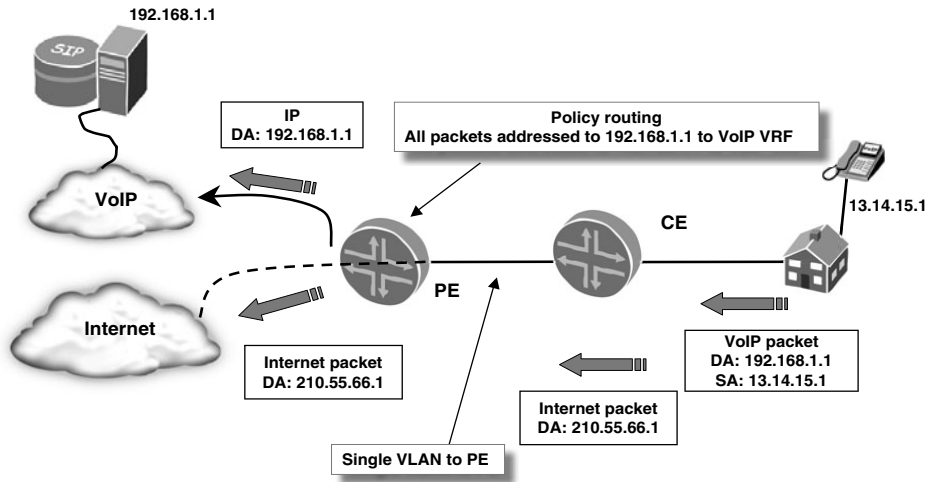 192.168.1.1
SIP
IP
DA: 192.168.1.1
Policy routing
All packets addressed to 192.168.1.1 to VoIP VRF
VoIP
13.14.15.1
CE
PE
Internet
Internet packet
DA: 210.55.66.1
VoIP packet
DA: 192.168.1.1
SA: 13.14.15.1
Internet packet
DA: 210.55.66.1
Single VLAN to PE